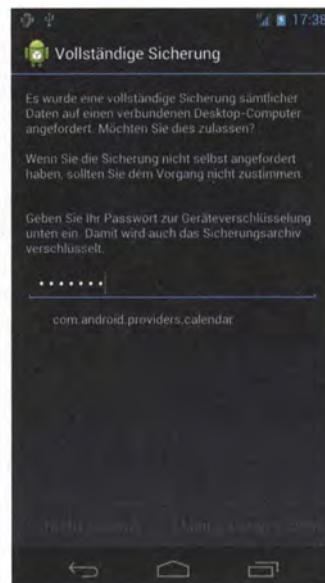 17:38
Vollständige Sicherung
Es wurde eine vollständige Sicherung sämtlicher
Daten auf einen verbundenen Desktop-Computer
angefordert. Möchten Sie dies zulassen?
Wenn Sie die Sicherung nicht selbst angefordert
haben, sollten Sie dem Vorgang nicht zustimmen.
Geben Sie Ihr Passwort zur Geräteverschlüsselung
unten ein. Damit wird auch das Sicherungsarchiv
verschlüsselt.
•••••••
com.android.providers.calendar